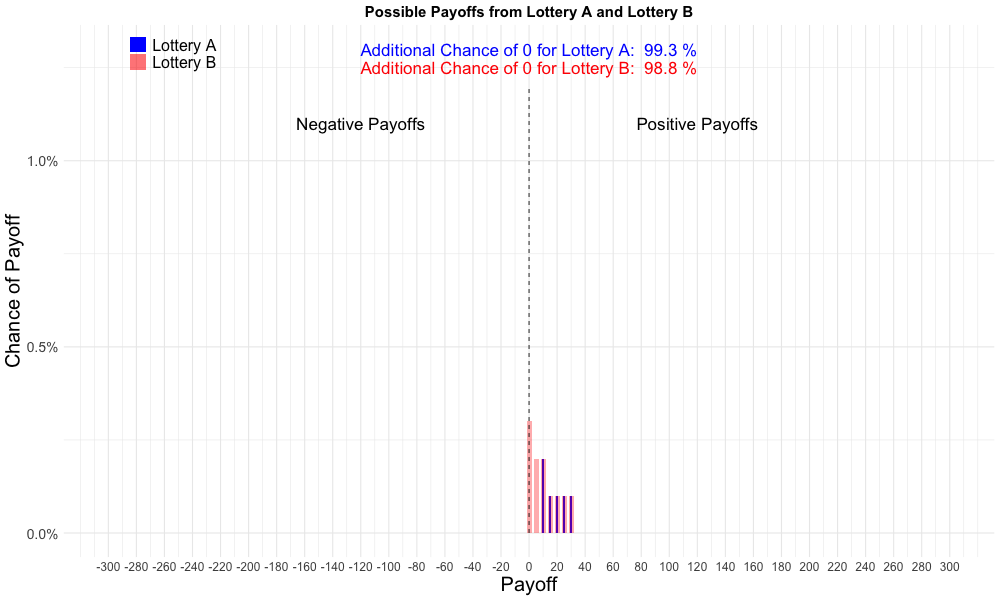 Possible Payoffs from Lottery A and Lottery B
Lottery A
Lottery B
Additional Chance of 0 for Lottery A:  99.3 %
Additional Chance of 0 for Lottery B:  98.8 %
Negative Payoffs
Positive Payoffs
Chance of Payoff
1.0%
0.5%
0.0%
-300 -280 -260 -240 -220 -200 -180 -160 -140 -120 -100 -80 -60 -40 -20 0 20 40 60 80 100 120 140 160 180 200 220 240 260 280 300
Payoff